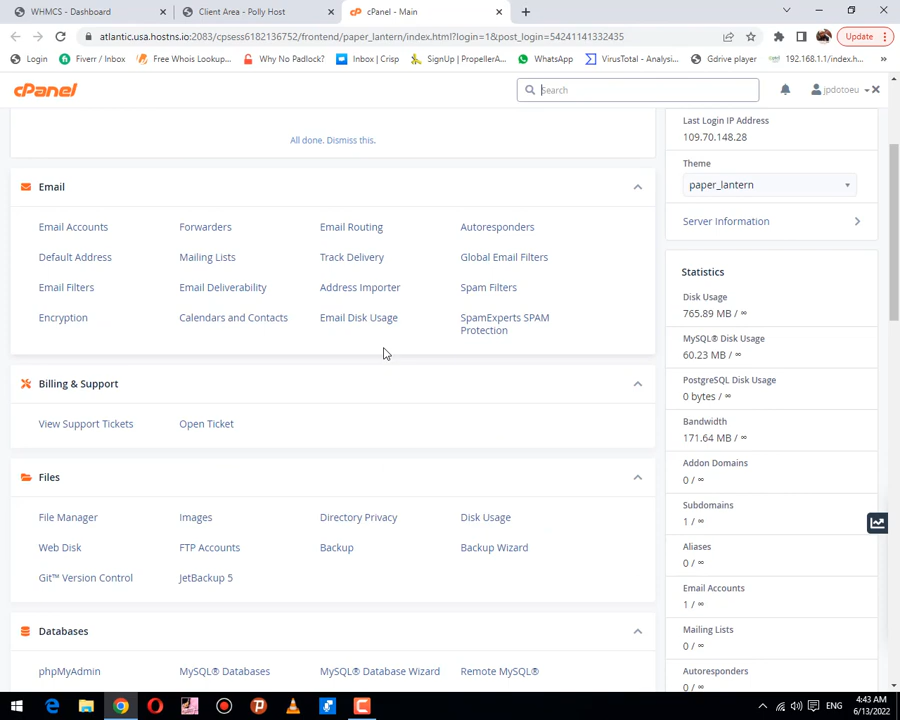 WHMCS - Dashboard
Client Area - Polly Host
cPanel - Main
atlantic.usa.hostns.io:2083/cpsess6182136752/frontend/paper_lantern/index.html?login=1&post_login=54241141332435
Update
Login
Fiverr / Inbox
Free Whois Lookup...
Why No Padlock?
Inbox | Crisp
SignUp | PropellerA...
WhatsApp
VirusTotal - Analysi...
Gdrive player
192.168.1.1/index.h...
cPanel
Search
jpdotoeu
All done. Dismiss this.
Last Login IP Address
109.70.148.28
Theme
paper_lantern
Server Information
Email
Email Accounts
Forwarders
Email Routing
Autoresponders
Default Address
Mailing Lists
Track Delivery
Global Email Filters
Email Filters
Email Deliverability
Address Importer
Spam Filters
Encryption
Calendars and Contacts
Email Disk Usage
SpamExperts SPAM
Protection
Billing & Support
View Support Tickets
Open Ticket
Files
File Manager
Images
Directory Privacy
Disk Usage
Web Disk
FTP Accounts
Backup
Backup Wizard
Git™ Version Control
JetBackup 5
Databases
phpMyAdmin
MySQL® Databases
MySQL® Database Wizard
Remote MySQL®
Statistics
Disk Usage
765.89 MB / ∞
MySQL® Disk Usage
60.23 MB / ∞
PostgreSQL Disk Usage
0 bytes / ∞
Bandwidth
171.64 MB / ∞
Addon Domains
0 / ∞
Subdomains
1 / ∞
Aliases
0 / ∞
Email Accounts
1 / ∞
Mailing Lists
0 / ∞
Autoresponders
0 / ∞
ENG
4:43 AM
6/13/2022